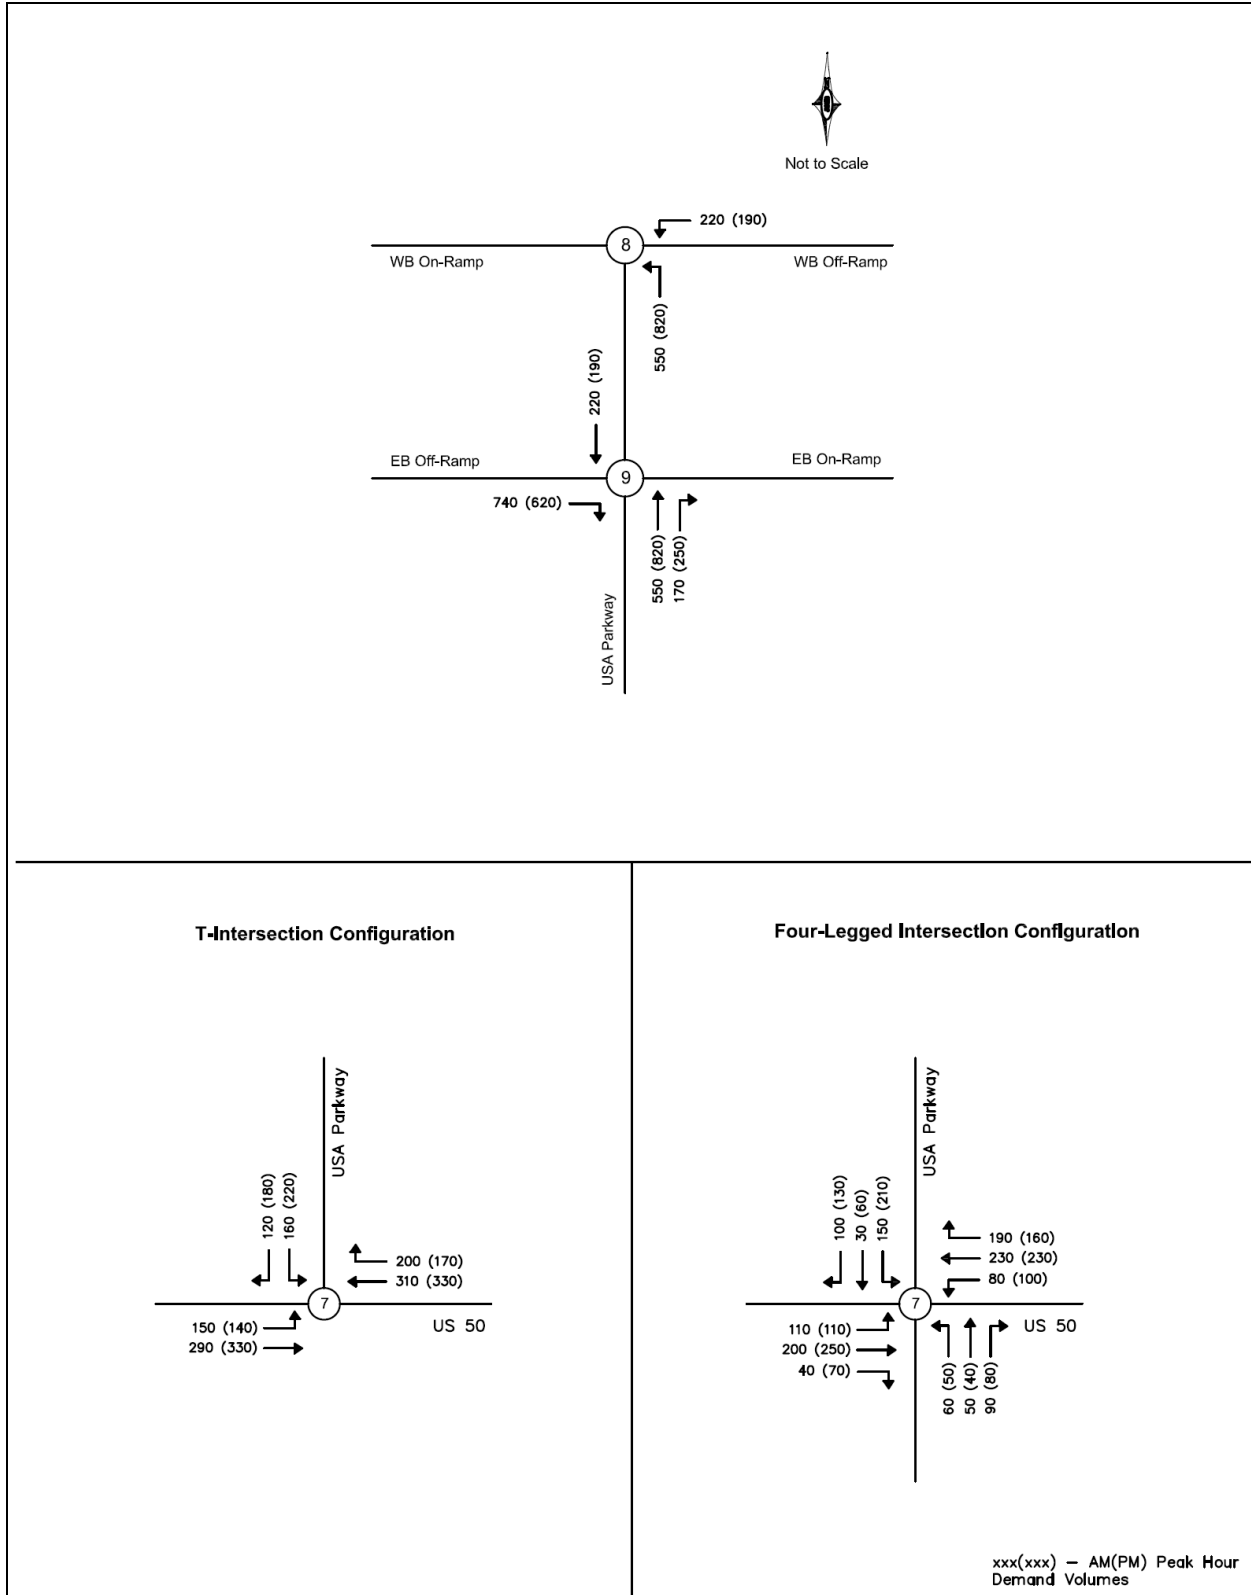 Not to Scale
220 (190)
8
WB On-Ramp
WB Off-Ramp
550 (820)
220 (190)
EB Off-Ramp
EB On-Ramp
9
740 (620)
550 (820)
170 (250)
USA Parkway
T-Intersection Configuration
USA Parkway
120 (180)
160 (220)
200 (170)
310 (330)
7
150 (140)
290 (330)
US 50
Four-Legged Intersection Configuration
USA Parkway
100 (130)
30 (60)
150 (210)
190 (160)
230 (230)
80 (100)
7
110 (110)
200 (250)
40 (70)
US 50
60 (50)
50 (40)
90 (80)
xxx(xxx) – AM(PM) Peak Hour
Demand Volumes